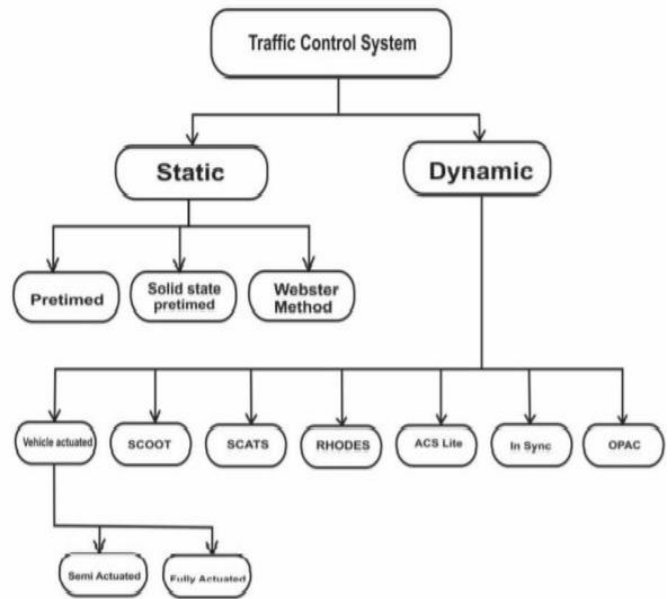 Traffic Control System
Static
Dynamic
Pretimed
Solid state
pretimed
Webster
Method
Vehicle actuated
SCOOT
SCATS
RHODES
ACS Lite
In Sync
OPAC
Semi Actuated
Fully Actuated